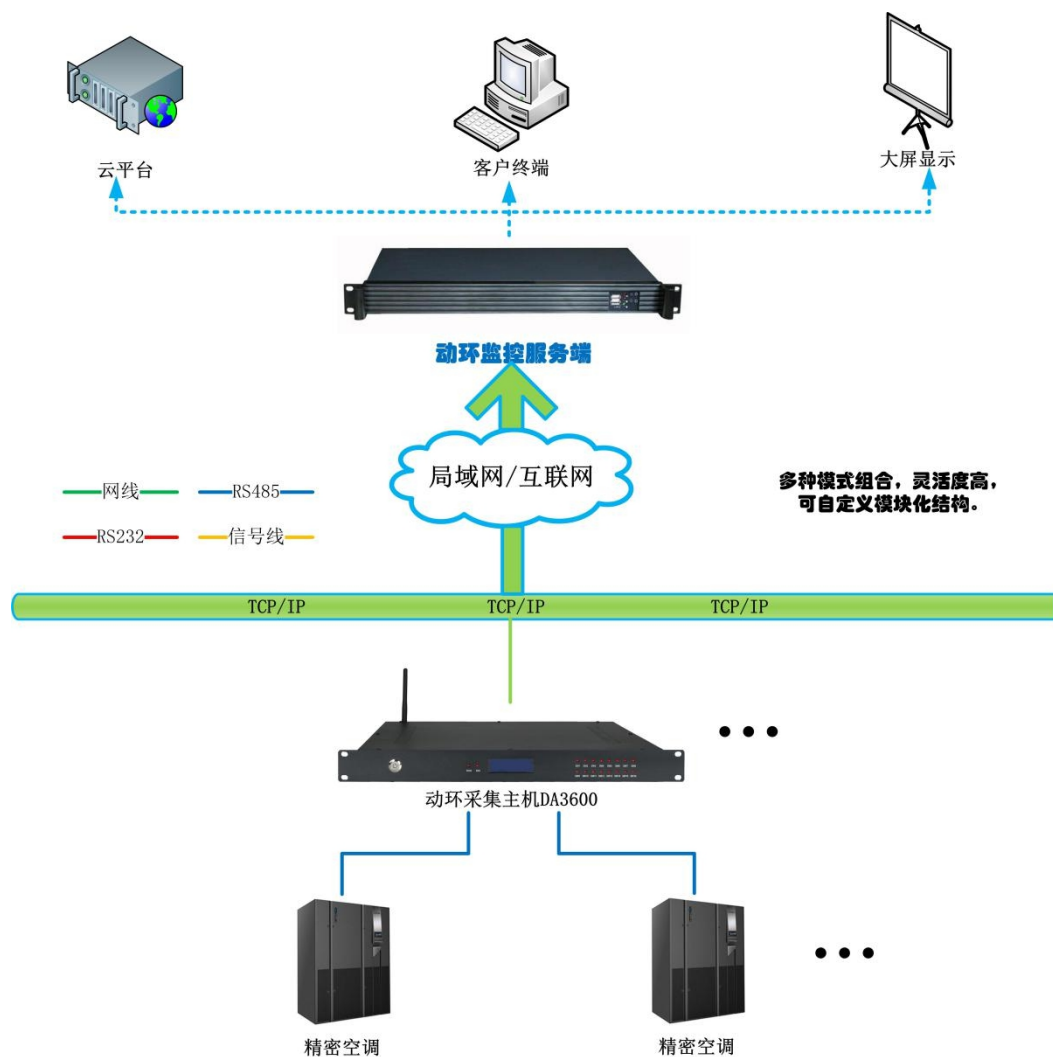 云平台
客户终端
大屏显示
动环监控服务端
局域网/互联网
网线
RS485
RS232
信号线
多种模式组合，灵活度高，
可自定义模块化结构。
TCP/IP
TCP/IP
TCP/IP
动环采集主机DA3600
精密空调
精密空调